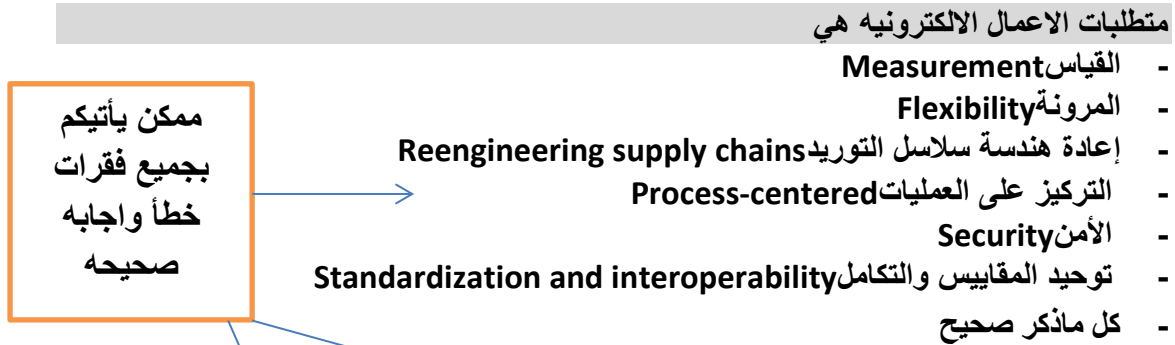 متطلبات الاعمال الالكترونيه هي
- القياسMeasurement
- المرونةFlexibility
- إعادة هندسة سلاسل التوريدReengineering supply chains
- التركيز على العملياتProcess-centered
- الأمنSecurity
- توحيد المقاييس والتكاملStandardization and interoperability
- كل ماذكر صحيح
ممكن يأتيكم
بجميع فقرات
خطأ واجابه
صحيحه